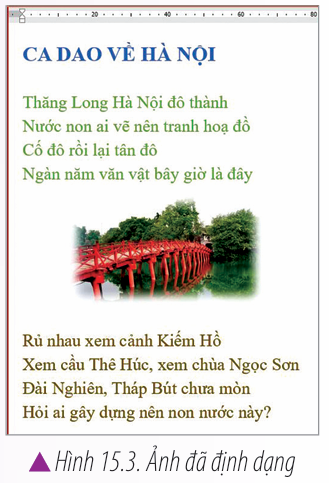 20 40 60 80
CA DAO VỀ HÀ NỘI
Thăng Long Hà Nội đô thành
Nước non ai vẽ nên tranh hoạ đồ
Cố đô rồi lại tân đô
Ngàn năm văn vật bây giờ là đây
Rủ nhau xem cảnh Kiếm Hồ
Xem cầu Thê Húc, xem chùa Ngọc Sơn
Đài Nghiên, Tháp Bút chưa mòn
Hỏi ai gây dựng nên non nước này?
▲ Hình 15.3. Ảnh đã định dạng